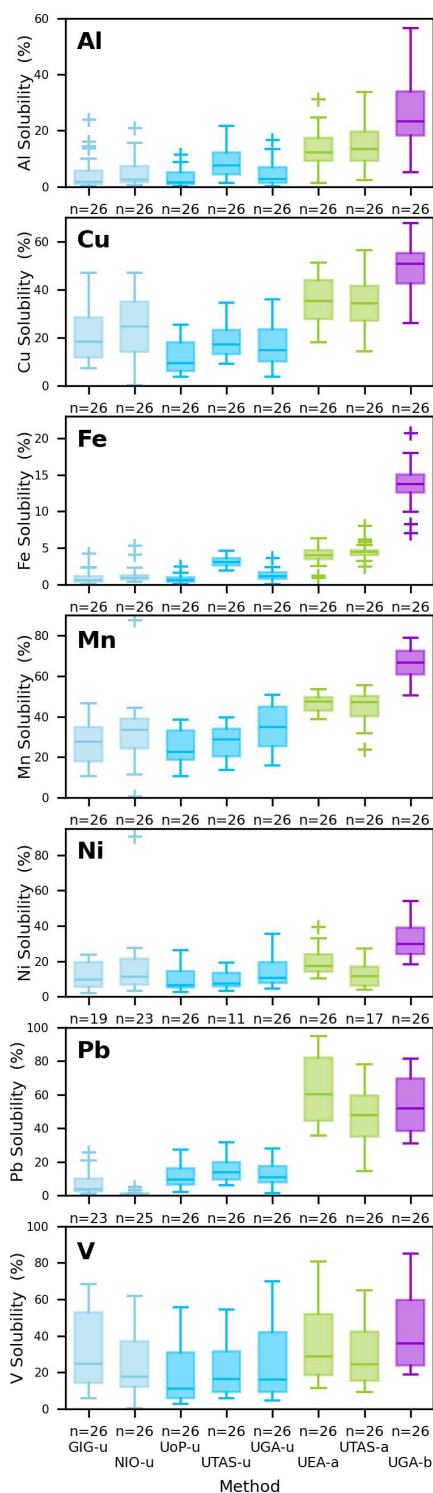 Al
Al Solubility (%)
60
40
20
0
n=26 n=26 n=26 n=26 n=26 n=26 n=26 n=26
Cu
Cu Solubility (%)
60
40
20
0
n=26 n=26 n=26 n=26 n=26 n=26 n=26 n=26
Fe
Fe Solubility (%)
20
15
10
5
0
n=26 n=26 n=26 n=26 n=26 n=26 n=26 n=26
Mn
Mn Solubility (%)
80
60
40
20
0
n=26 n=26 n=26 n=26 n=26 n=26 n=26 n=26
Ni
Ni Solubility (%)
80
60
40
20
0
n=19 n=23 n=26 n=11 n=26 n=26 n=17 n=26
Pb
Pb Solubility (%)
100
80
60
40
20
0
n=23 n=25 n=26 n=26 n=26 n=26 n=26 n=26
V
V Solubility (%)
100
80
60
40
20
0
n=26 n=26 n=26 n=26 n=26 n=26 n=26 n=26
GIG-u UoP-u UGA-u UTAS-a
NIO-u UTAS-u UEA-a UGA-b
Method